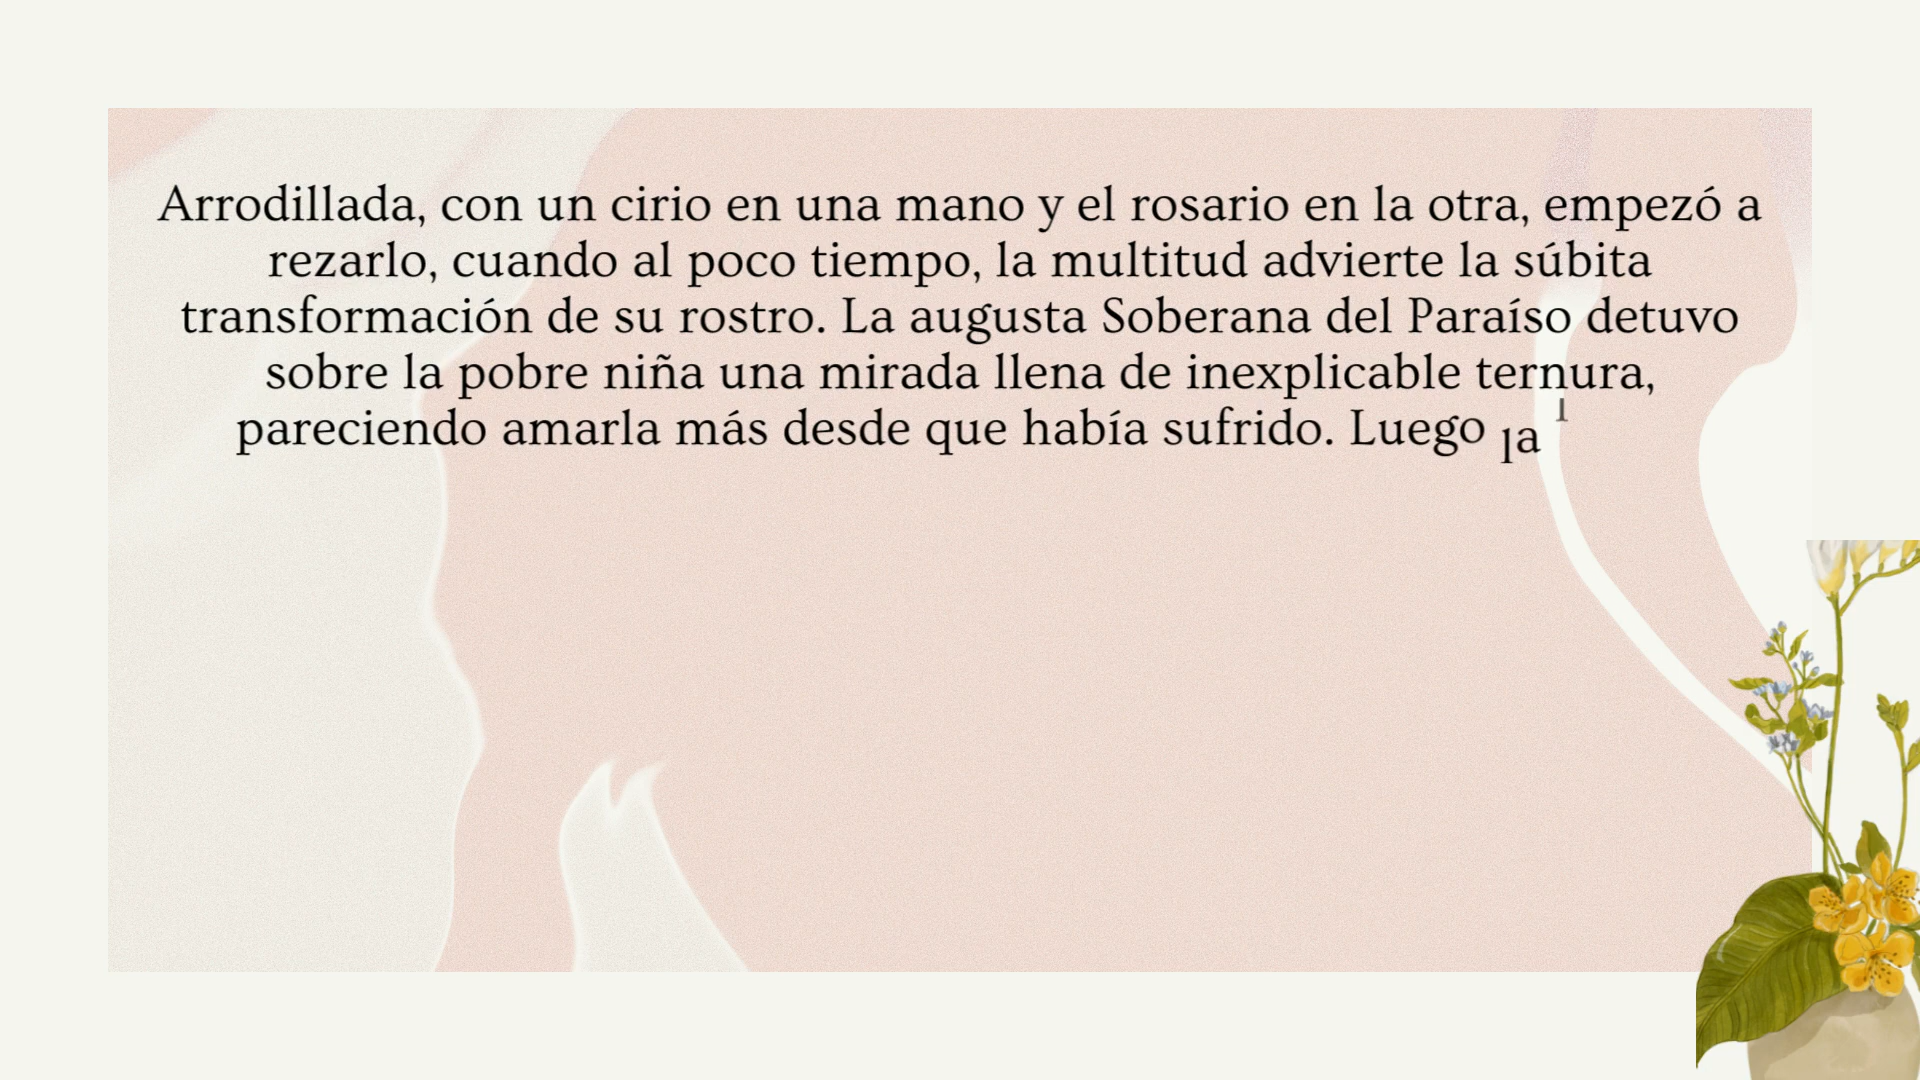 Arrodillada, con un cirio en una mano y el rosario en la otra, empezó a
rezarlo, cuando al poco tiempo, la multitud advierte la súbita
transformación de su rostro. La augusta Soberana del Paraíso detuvo
sobre la pobre niña una mirada llena de inexplicable ternura,
pareciendo amarla más desde que había sufrido. Luego la